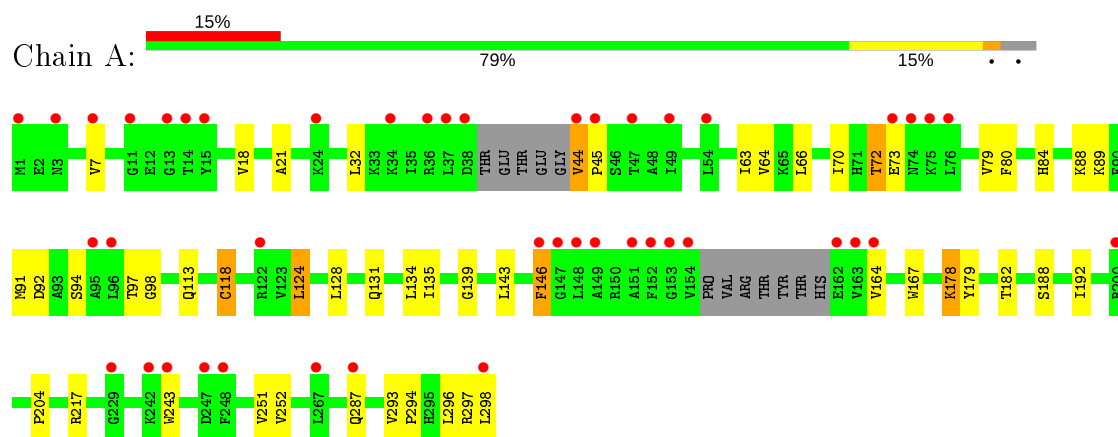 15%
Chain A:
79% 15% • •
M1 E2 N3 V7 G11 E12 G13 T14 Y15 V18 A21 K24 L32 K33 K34 I35 R36 L37 D38 THR GLU THR GLU GLY V44 P45 S46 T47 A48 I49 L54 I63 V64 K65 L66 I70 H71 T72 E73 N74 K75 L76 V79 F80 H84 K88 K89
M91 D92 A93 S94 A95 L96 T97 G98 Q113 C118 R122 V123 L124 L128 Q131 L134 I135 G139 L143 F146 G147 L148 A149 R150 A151 F152 G153 V154 PRO VAL ARG THR TYR THR HIS E162 V163 V164 W167 K178 Y179 T182 S188 I192
P204 R217 G229 K242 W243 D247 F248 V251 V252 L267 Q287 V293 P294 H295 L296 R297 L298